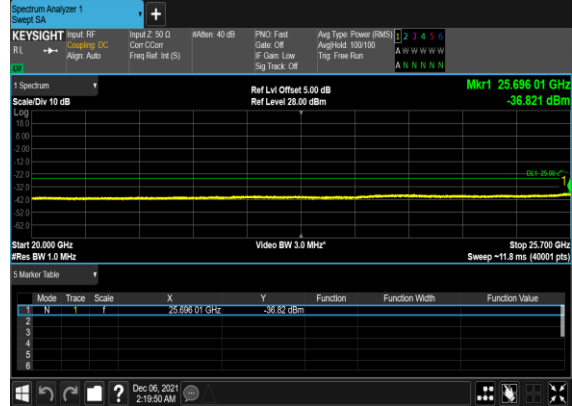 Spectrum Analyzer 1
Swept SA
+
KEYSIGHT Input: RF Input Z: 50 Ω #Atten: 40 dB PNO: Fast Avg Type: Power (RMS) 1 2 3 4 5 6
RL Coupling: DC Corr CCorr Gate: Off Avg|Hold: 100/100 A W W W W W
Align: Auto Freq Ref: Int (S) IF Gain: Low Trig: Free Run
Sig Track: Off A N N N N N
1 Spectrum Ref Lvl Offset 5.00 dB Mkr1 25.696 01 GHz
Scale/Div 10 dB Ref Level 28.00 dBm -36.821 dBm
Log
18.0
8.00
-2.00
-12.0
-22.0
DL1 -25.00
1
-32.0
-42.0
-52.0
-62.0
Start 20.000 GHz Video BW 3.0 MHz* Stop 25.700 GHz
#Res BW 1.0 MHz Sweep ~11.8 ms (40001 pts)
5 Marker Table
Mode Trace Scale X Y Function Function Width Function Value
1 N 1 f 25.696 01 GHz -36.82 dBm
2
3
4
5
6
? Dec 06, 2021
2:19:50 AM